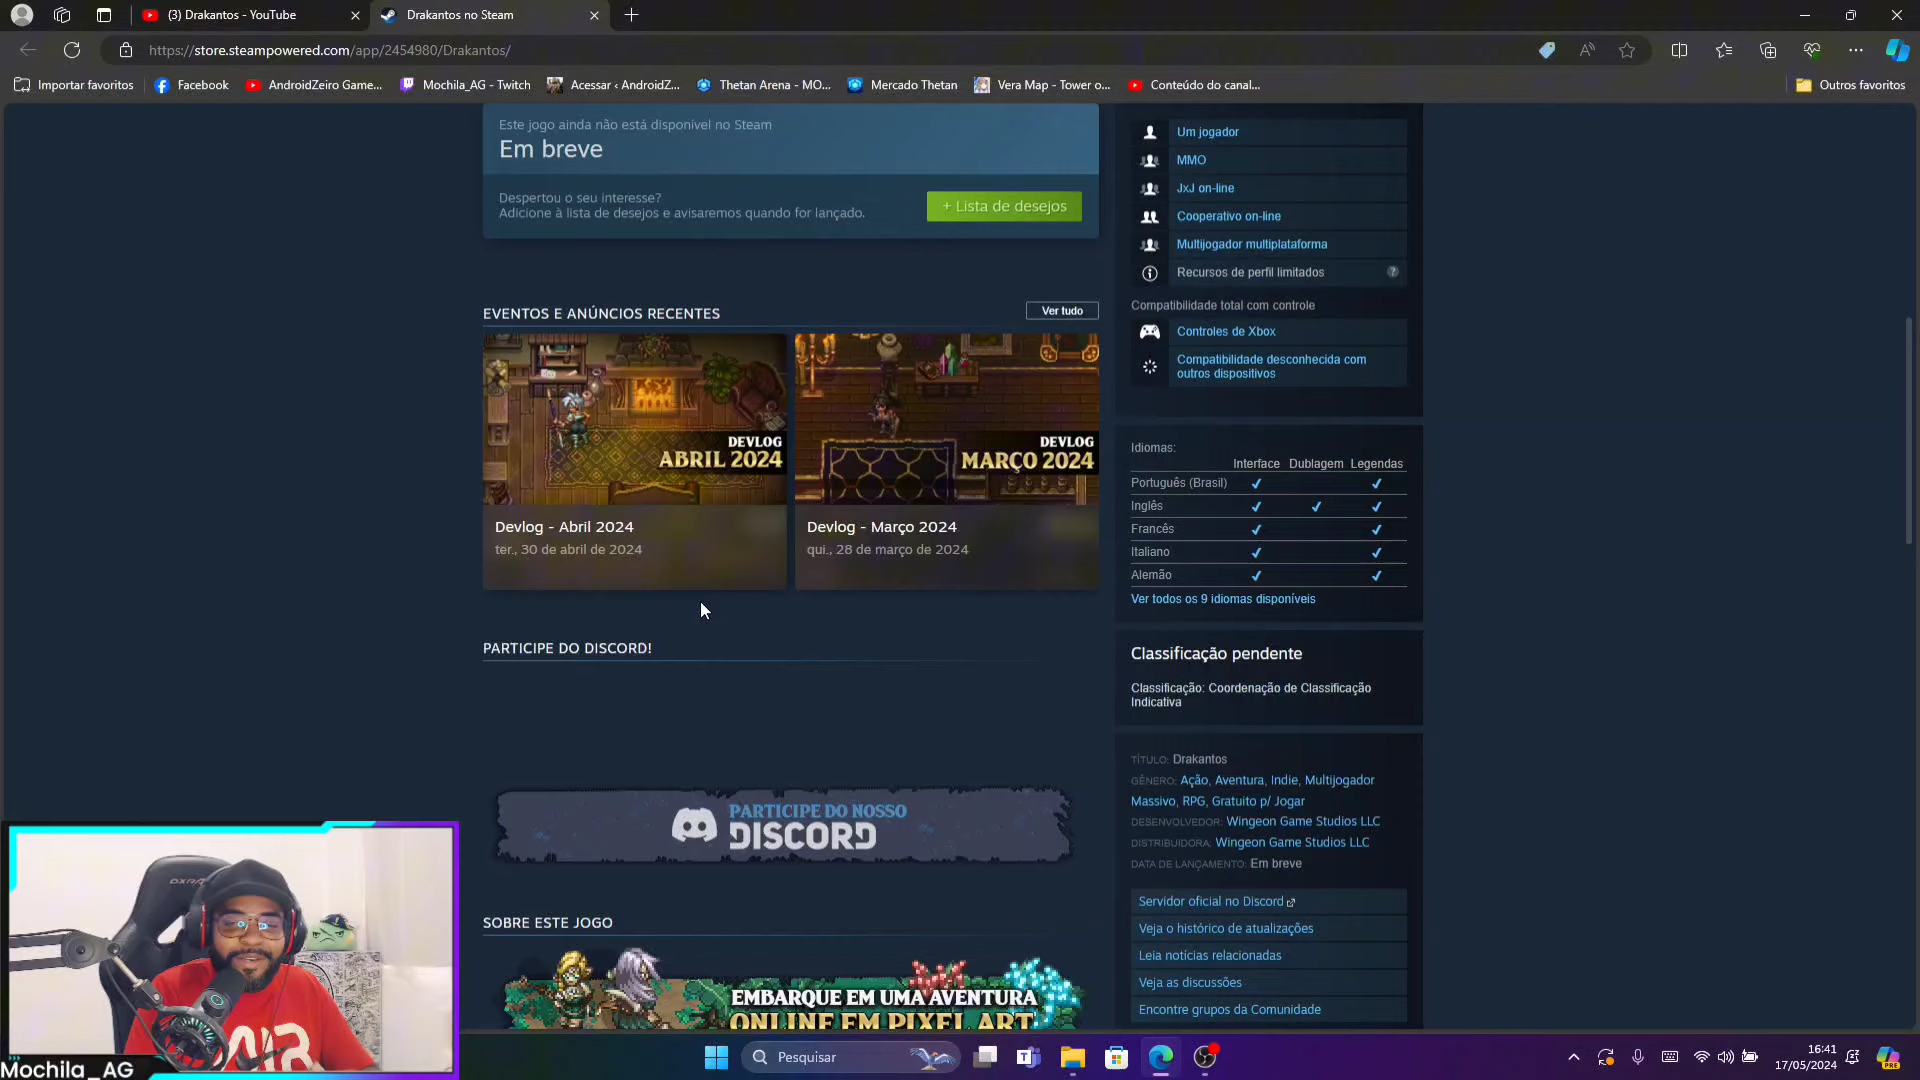 (3) Drakantos - YouTube
Drakantos no Steam
https://store.steampowered.com/app/2454980/Drakantos/
Importar favoritos
Facebook
AndroidZeiro Game...
Mochila_AG - Twitch
Acessar ‹ AndroidZ...
Thetan Arena - MO...
Mercado Thetan
Vera Map - Tower o...
Conteúdo do canal...
Outros favoritos
Este jogo ainda não está disponível no Steam
Em breve
Despertou o seu interesse?
Adicione à lista de desejos e avisaremos quando for lançado.
+ Lista de desejos
EVENTOS E ANÚNCIOS RECENTES
Ver tudo
DEVLOG
ABRIL 2024
Devlog - Abril 2024
ter., 30 de abril de 2024
DEVLOG
MARÇO 2024
Devlog - Março 2024
qui., 28 de março de 2024
PARTICIPE DO DISCORD!
PARTICIPE DO NOSSO
DISCORD
SOBRE ESTE JOGO
EMBARQUE EM UMA AVENTURA
ONLINE EM PIXEL ART
Um jogador
MMO
JxJ on-line
Cooperativo on-line
Multijogador multiplataforma
Recursos de perfil limitados
?
Compatibilidade total com controle
Controles de Xbox
Compatibilidade desconhecida com
outros dispositivos
Idiomas:
Interface Dublagem Legendas
Português (Brasil) ✔ ✔
Inglês ✔ ✔ ✔
Francês ✔ ✔
Italiano ✔ ✔
Alemão ✔ ✔
Ver todos os 9 idiomas disponíveis
Classificação pendente
Classificação: Coordenação de Classificação
Indicativa
TÍTULO: Drakantos
GÊNERO: Ação, Aventura, Indie, Multijogador
Massivo, RPG, Gratuito p/ Jogar
DESENVOLVEDOR: Wingeon Game Studios LLC
DISTRIBUIDORA: Wingeon Game Studios LLC
DATA DE LANÇAMENTO: Em breve
Servidor oficial no Discord
Veja o histórico de atualizações
Leia notícias relacionadas
Veja as discussões
Encontre grupos da Comunidade
Mochila_AG
Pesquisar
16:41
17/05/2024
PRE